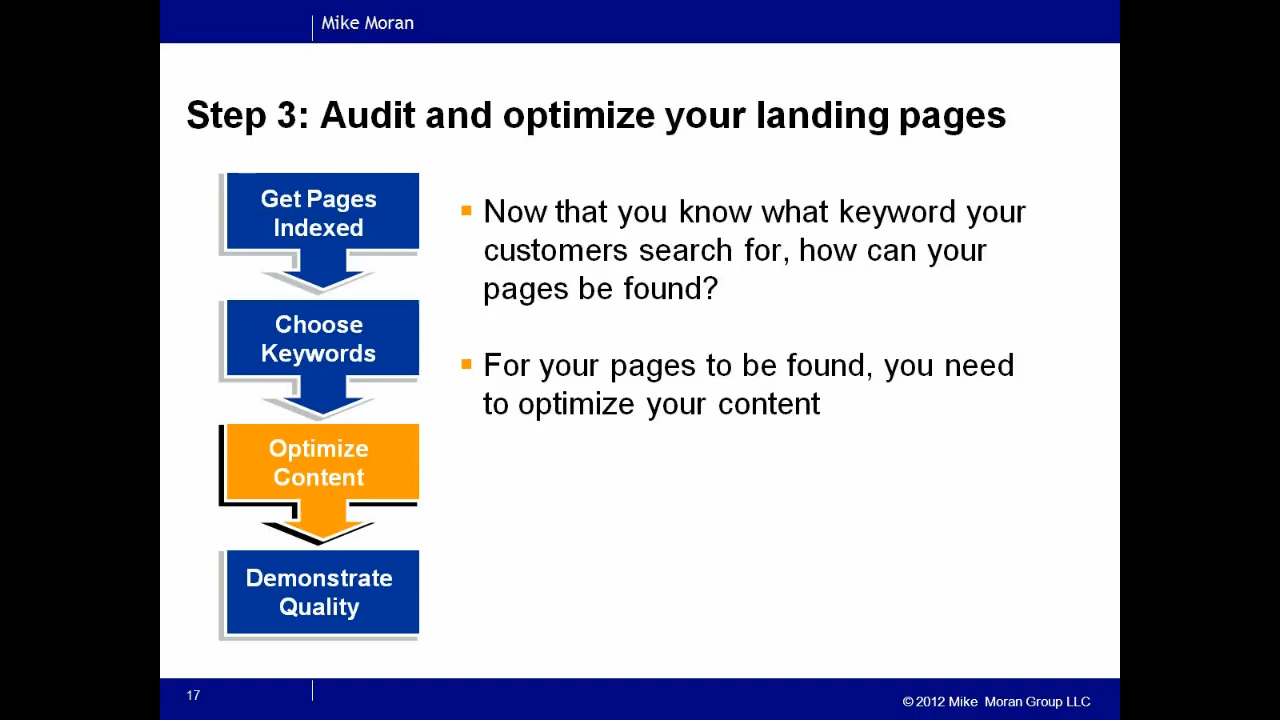 Mike Moran
Step 3: Audit and optimize your landing pages
Get Pages
Indexed
Choose
Keywords
Optimize
Content
Demonstrate
Quality
Now that you know what keyword your
customers search for, how can your
pages be found?
For your pages to be found, you need
to optimize your content
17
© 2012 Mike Moran Group LLC